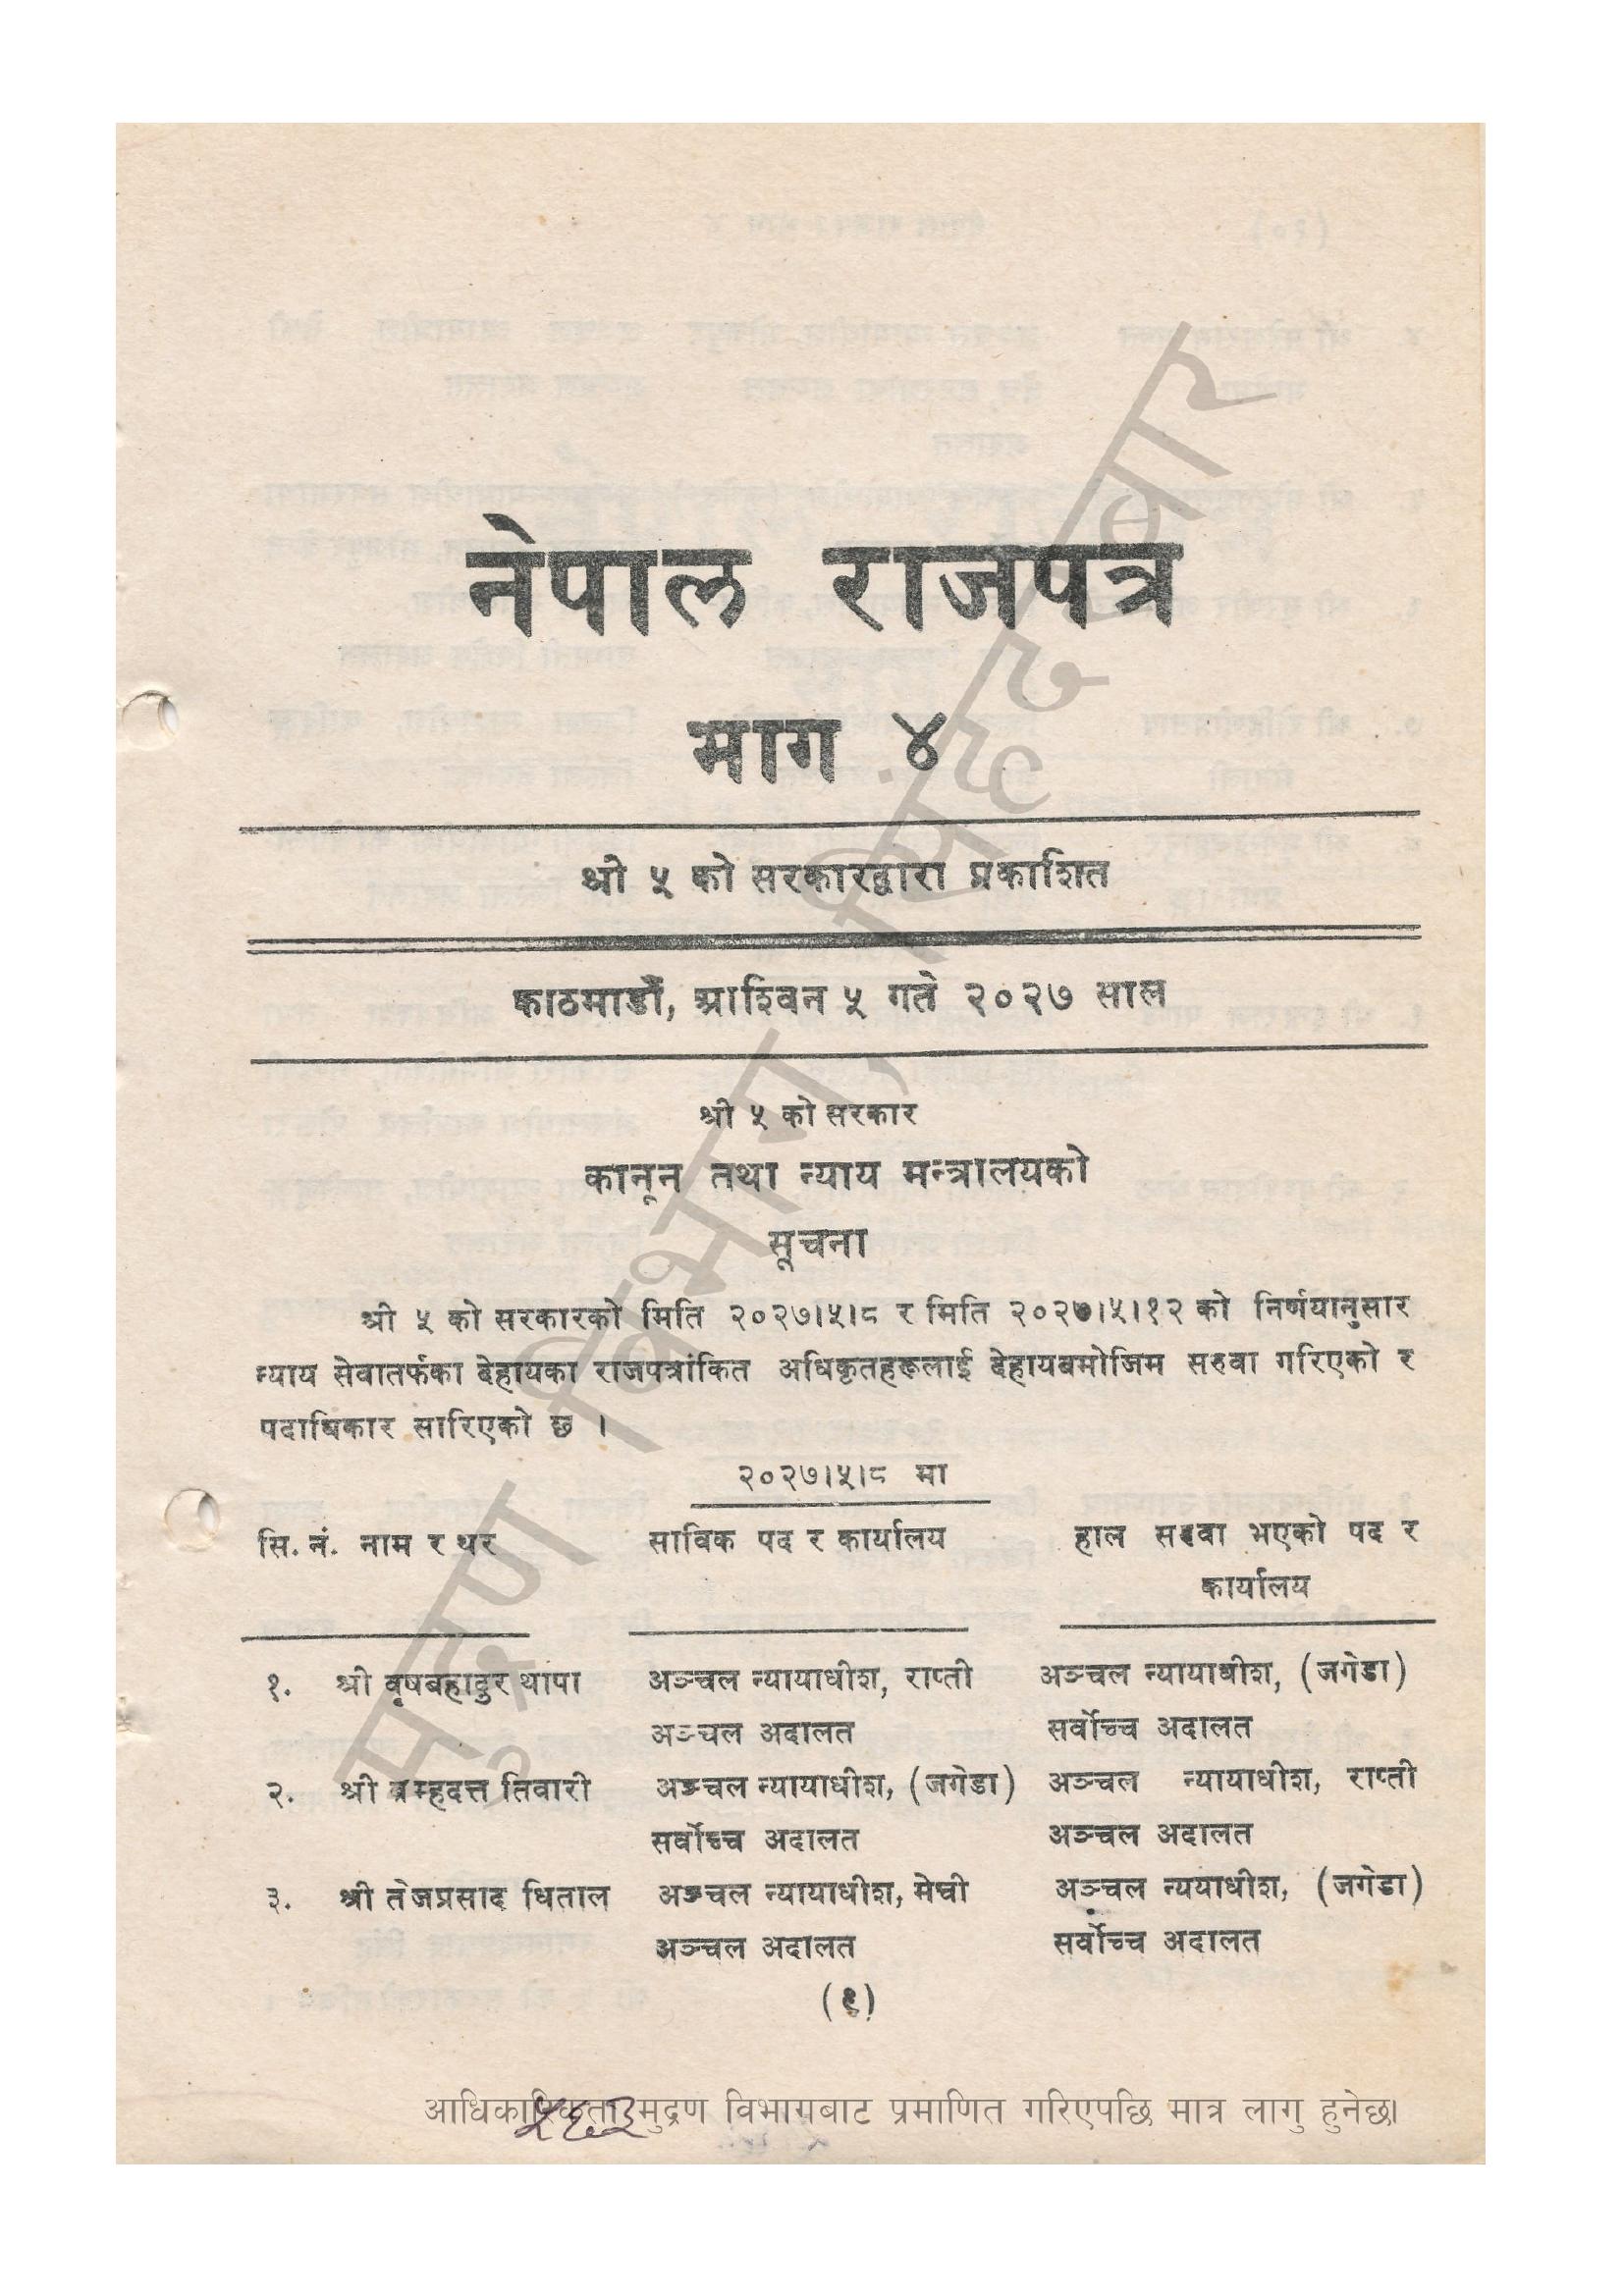 नेपाल राजपत्र
भाग ४
श्री ५ को सरकारद्वारा प्रकाशित
काठमाडौं, आश्विन ५ गते २०२७ साल
श्री ५ को सरकार
कानून तथा न्याय मन्त्रालयको
सूचना
श्री ५ को सरकारको मिति २०२७।५।८ र मिति २०२७।५।१२ को निर्णयानुसार
न्याय सेवातर्फका देहायका राजपत्रांकित अधिकृतहरूलाई देहायबमोजिम सरुवा गरिएको र
पदाधिकार सारिएको छ ।
२०२७।५।८ मा
सि. नं. नाम र थर साविक पद र कार्यालय हाल सरुवा भएको पद र
कार्यालय
१. श्री वृषबहादुर थापा अञ्चल न्यायाधीश, राप्ती अञ्चल न्यायाधीश, (जगेडा)
अञ्चल अदालत सर्वोच्च अदालत
२. श्री ब्रम्हदत्त तिवारी अञ्चल न्यायाधीश, (जगेडा) अञ्चल न्यायाधीश, राप्ती
सर्वोच्च अदालत अञ्चल अदालत
३. श्री तेजप्रसाद धिताल अञ्चल न्यायाधीश, मेची अञ्चल न्ययाधीश, (जगेडा)
अञ्चल अदालत सर्वोच्च अदालत
(९)
मुद्रण विभाग, सिंहदरवार
आधिकारिकता मुद्रण विभागबाट प्रमाणित गरिएपछि मात्र लागु हुनेछ।